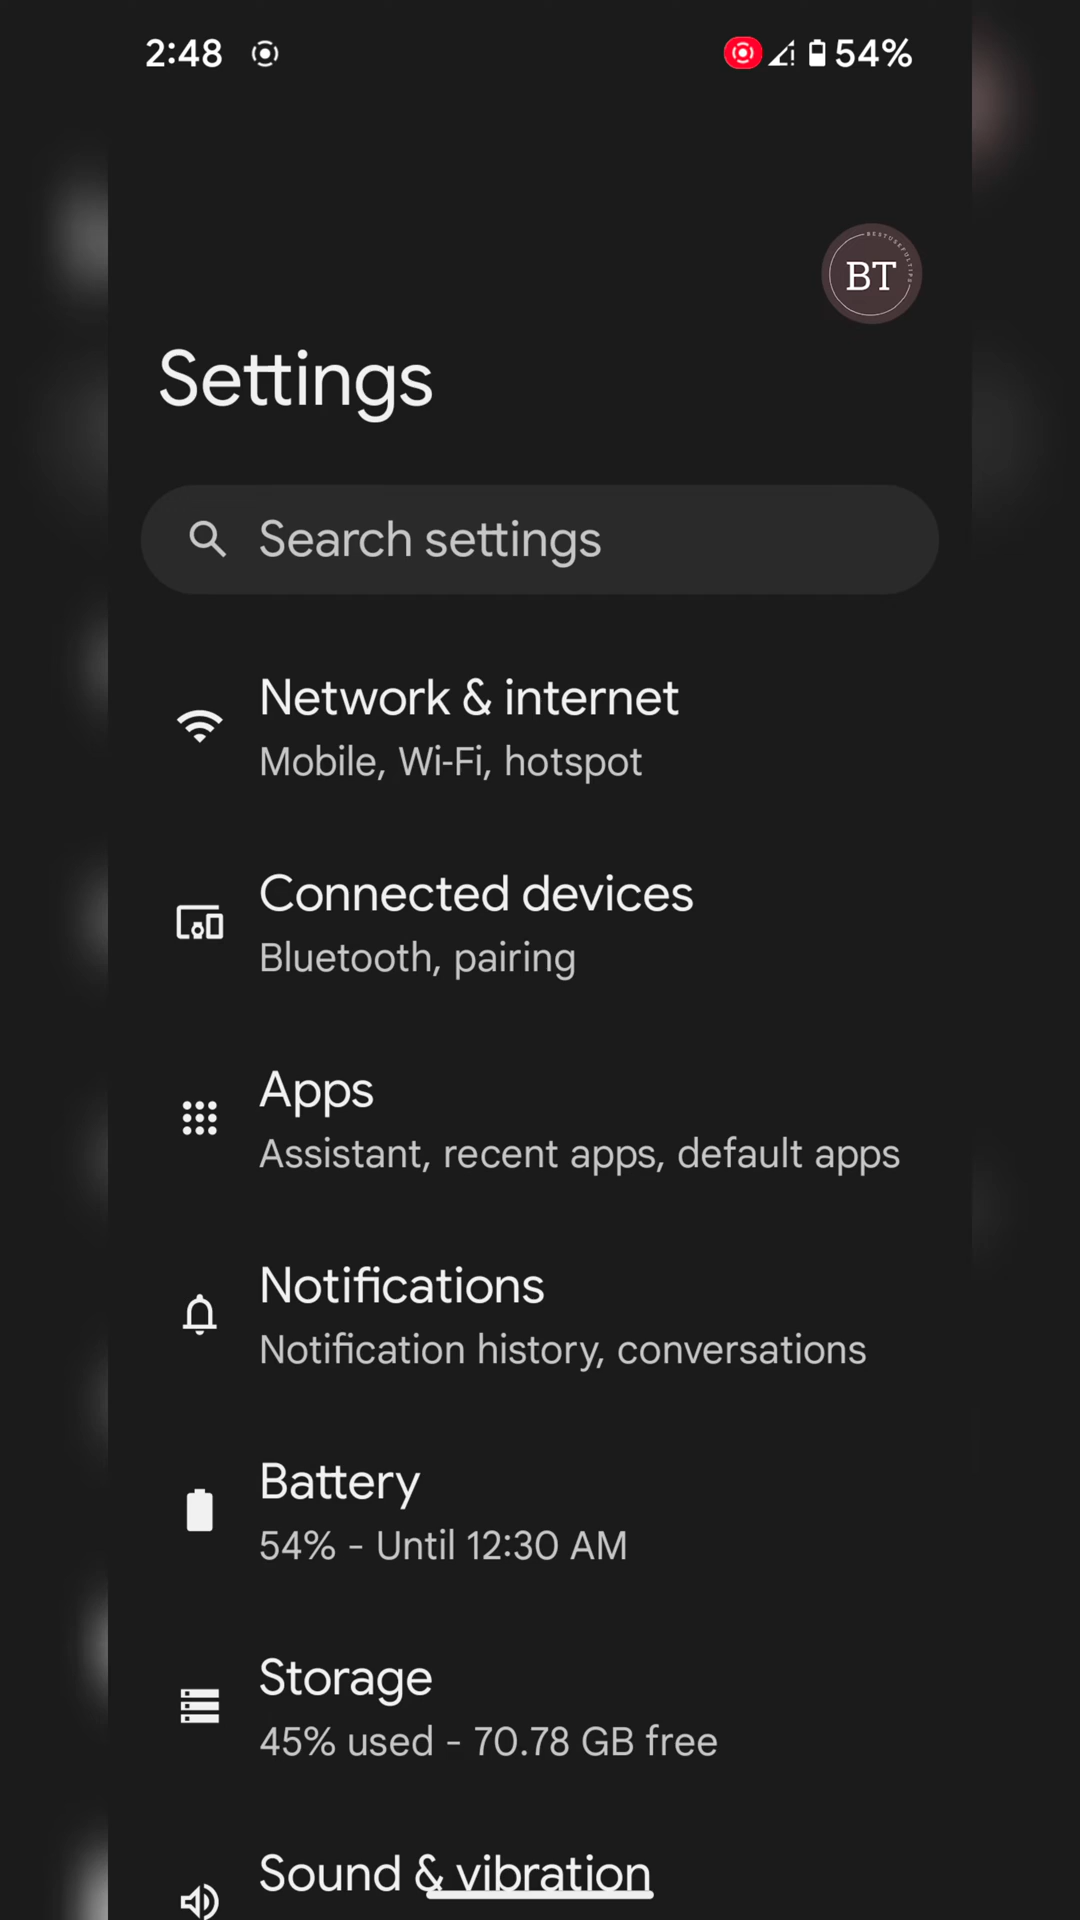 2:48
54%
BESTUSEFULTIPS
BT
Settings
Search settings
Network & internet
Mobile, Wi-Fi, hotspot
Connected devices
Bluetooth, pairing
Apps
Assistant, recent apps, default apps
Notifications
Notification history, conversations
Battery
54% - Until 12:30 AM
Storage
45% used - 70.78 GB free
Sound & vibration